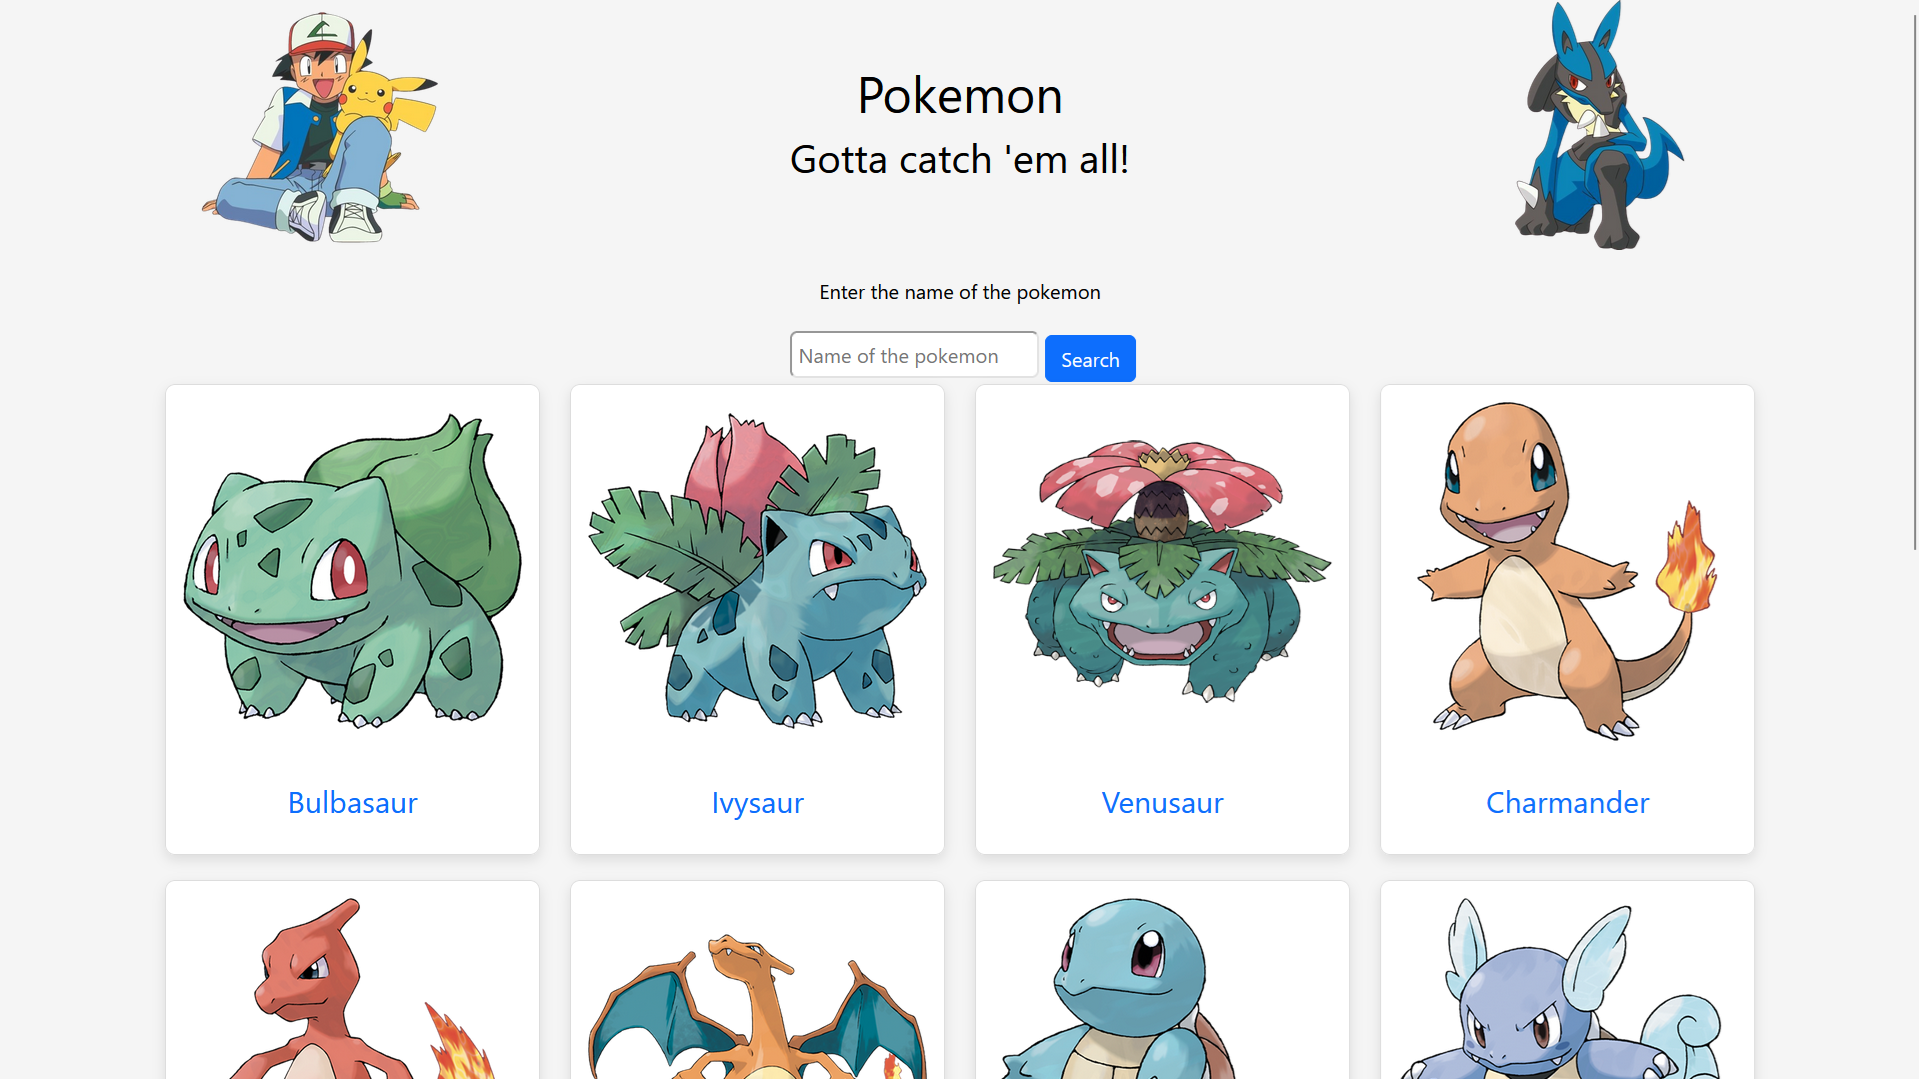 Pokemon
Gotta catch 'em all!
Enter the name of the pokemon
Name of the pokemon
Search
Bulbasaur
Ivysaur
Venusaur
Charmander